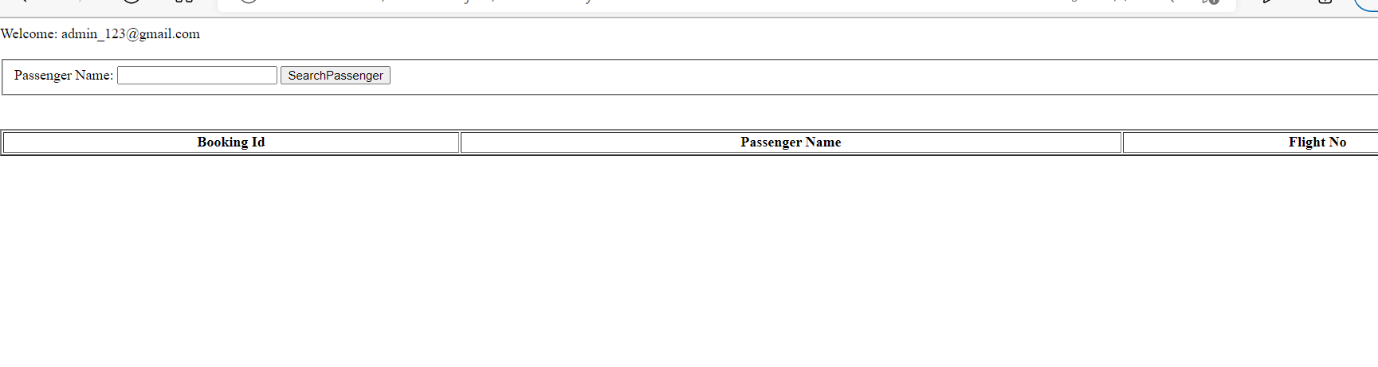 Welcome: admin_123@gmail.com
Passenger Name: SearchPassenger
Booking Id Passenger Name Flight No